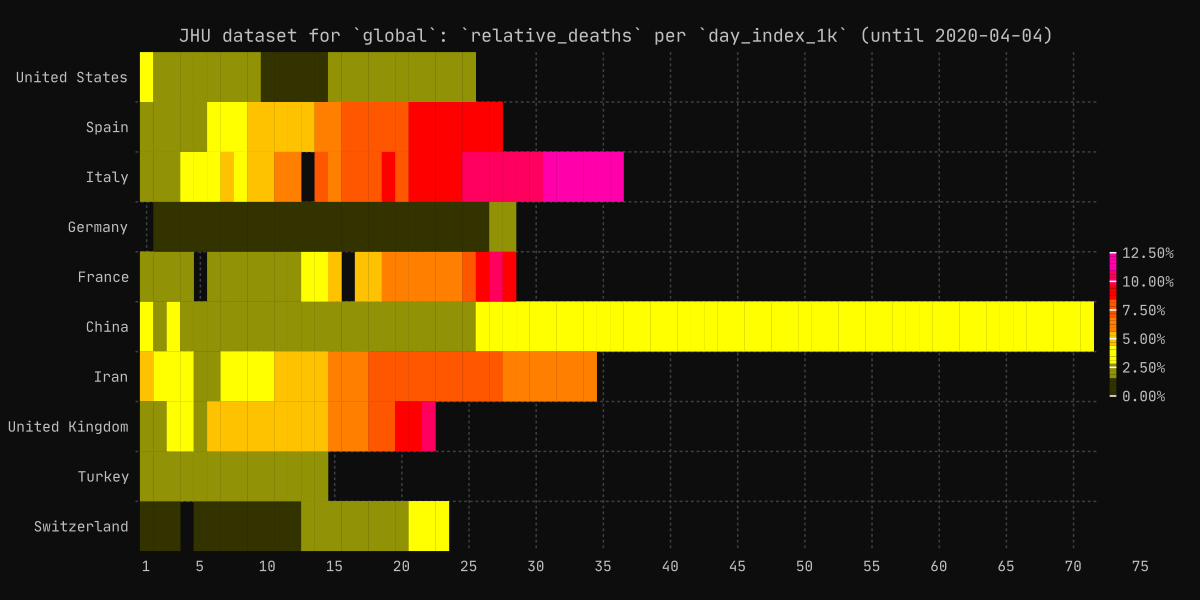 JHU dataset for `global`: `relative_deaths` per `day_index_1k` (until 2020-04-04)
United States
Spain
Italy
Germany
France
China
Iran
United Kingdom
Turkey
Switzerland
12.50%
10.00%
7.50%
5.00%
2.50%
0.00%
1 5 10 15 20 25 30 35 40 45 50 55 60 65 70 75